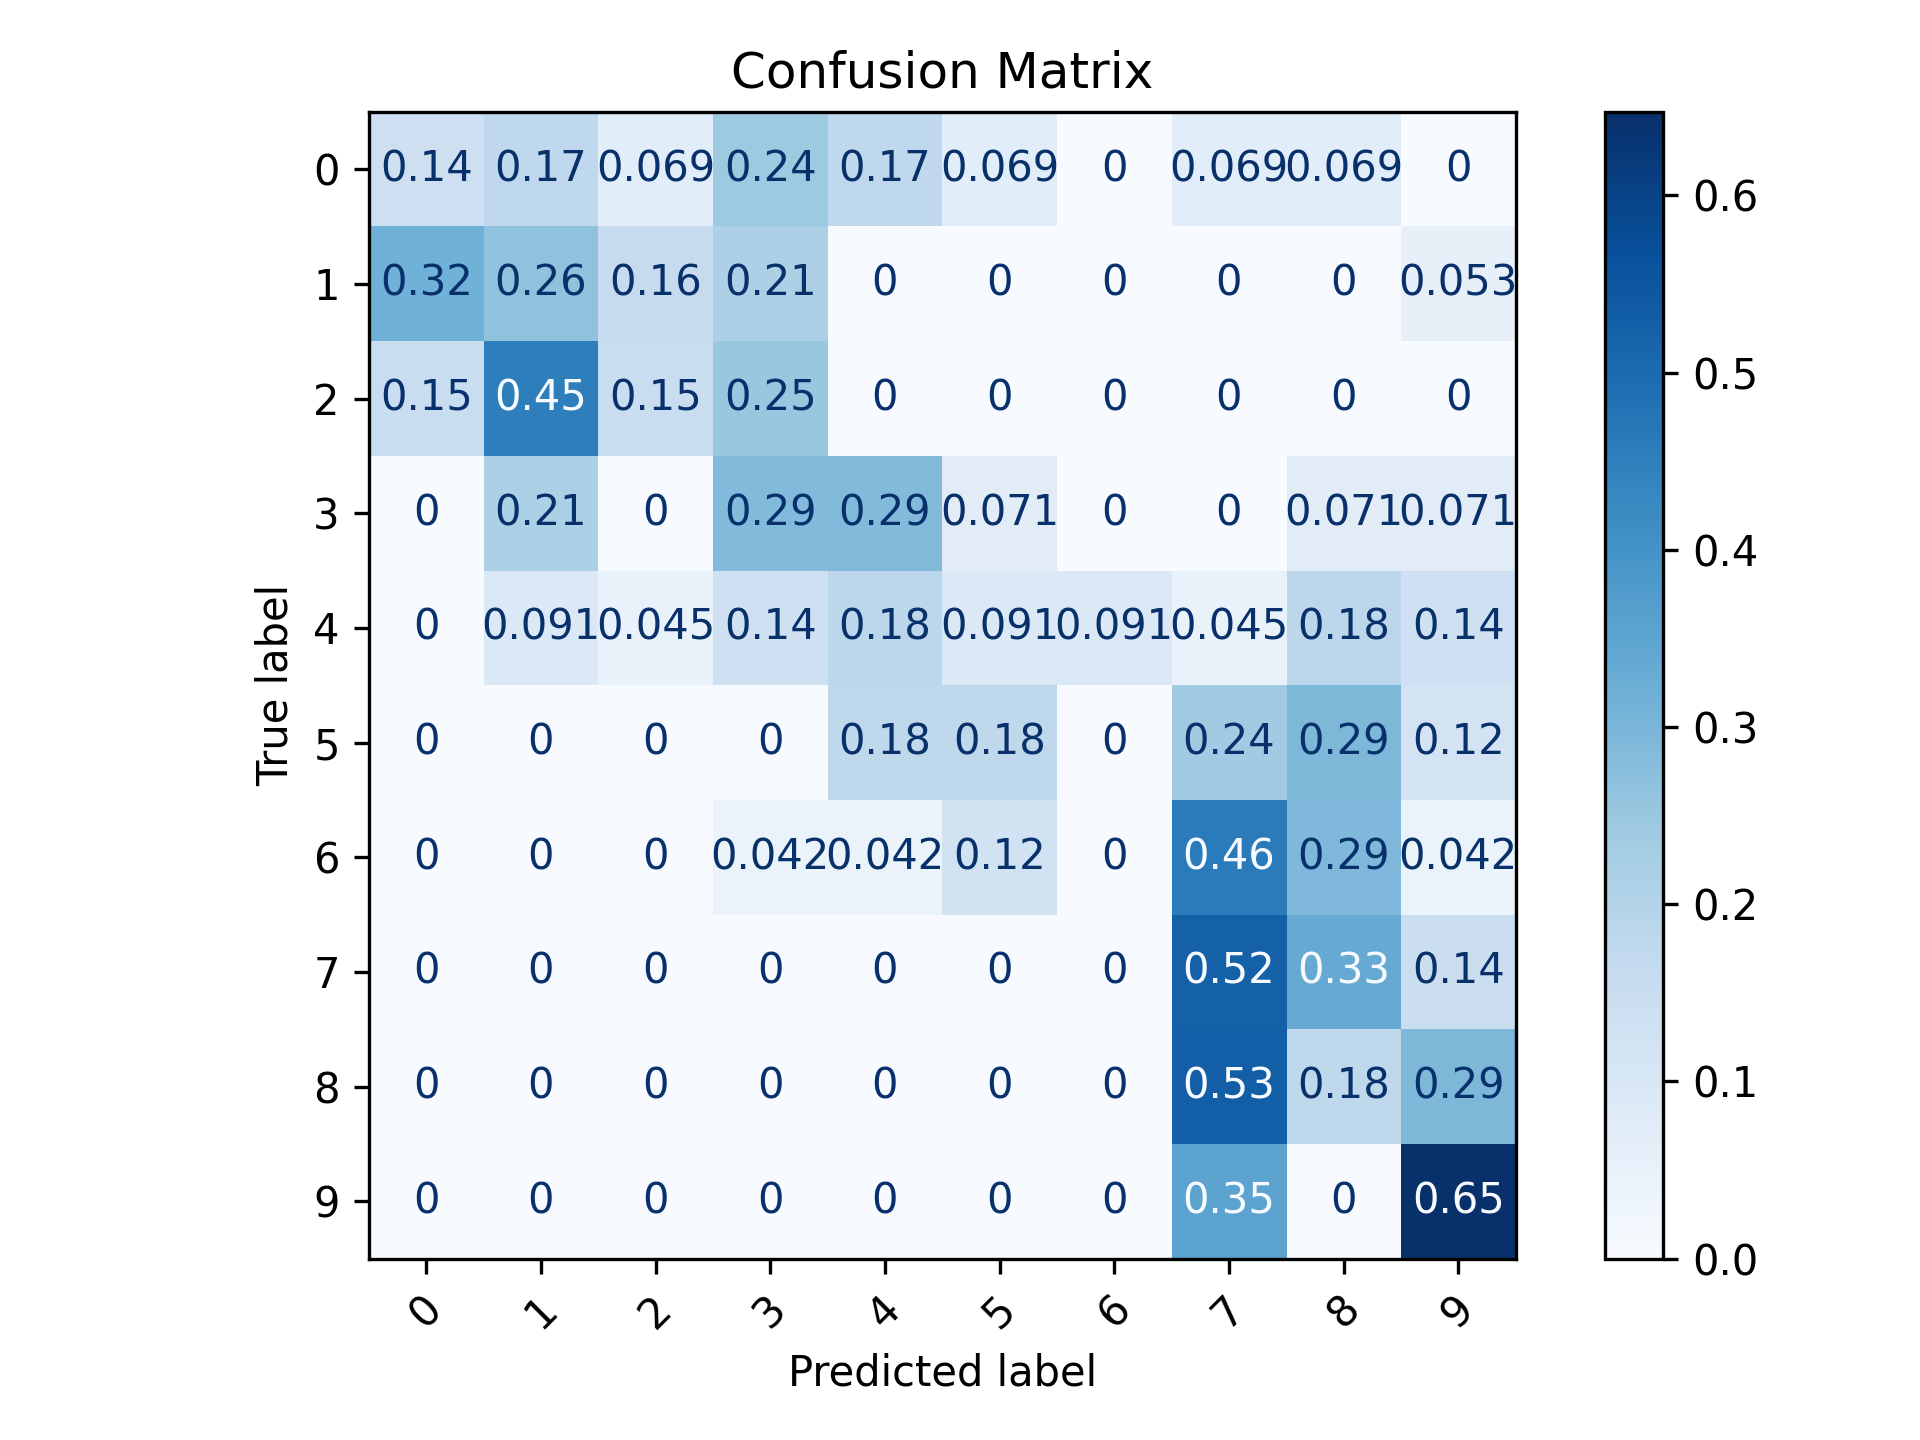 Confusion Matrix
True label
0 0.14 0.17 0.069 0.24 0.17 0.069 0 0.069 0.069 0
1 0.32 0.26 0.16 0.21 0 0 0 0 0 0.053
2 0.15 0.45 0.15 0.25 0 0 0 0 0 0
3 0 0.21 0 0.29 0.29 0.071 0 0 0.071 0.071
4 0 0.091 0.045 0.14 0.18 0.091 0.091 0.045 0.18 0.14
5 0 0 0 0 0.18 0.18 0 0.24 0.29 0.12
6 0 0 0 0.042 0.042 0.12 0 0.46 0.29 0.042
7 0 0 0 0 0 0 0 0.52 0.33 0.14
8 0 0 0 0 0 0 0 0.53 0.18 0.29
9 0 0 0 0 0 0 0 0.35 0 0.65
0 1 2 3 4 5 6 7 8 9
Predicted label
0.6
0.5
0.4
0.3
0.2
0.1
0.0